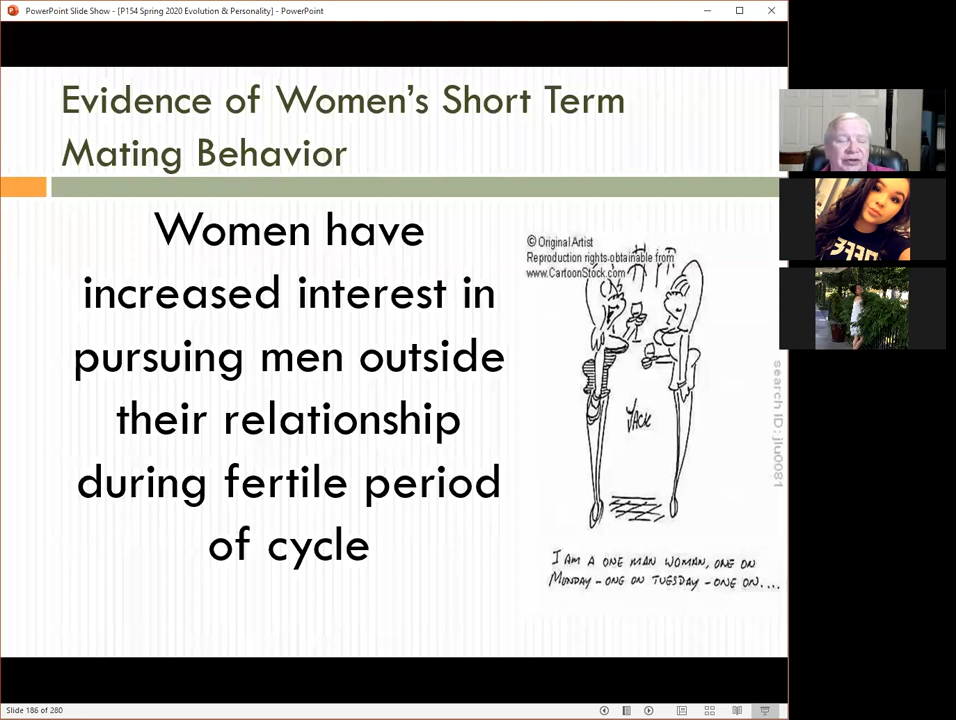 PowerPoint Slide Show - [P154 Spring 2020 Evolution & Personality] - PowerPoint
Evidence of Women's Short Term
Mating Behavior
Women have
increased interest in
pursuing men outside
their relationship
during fertile period
of cycle
© Original Artist
Reproduction rights obtainable from
www.CartoonStock.com
search ID: jlu0081
JACK
I AM A ONE MAN WOMAN, ONE ON
MONDAY - ONE ON TUESDAY - ONE ON....
Slide 186 of 280